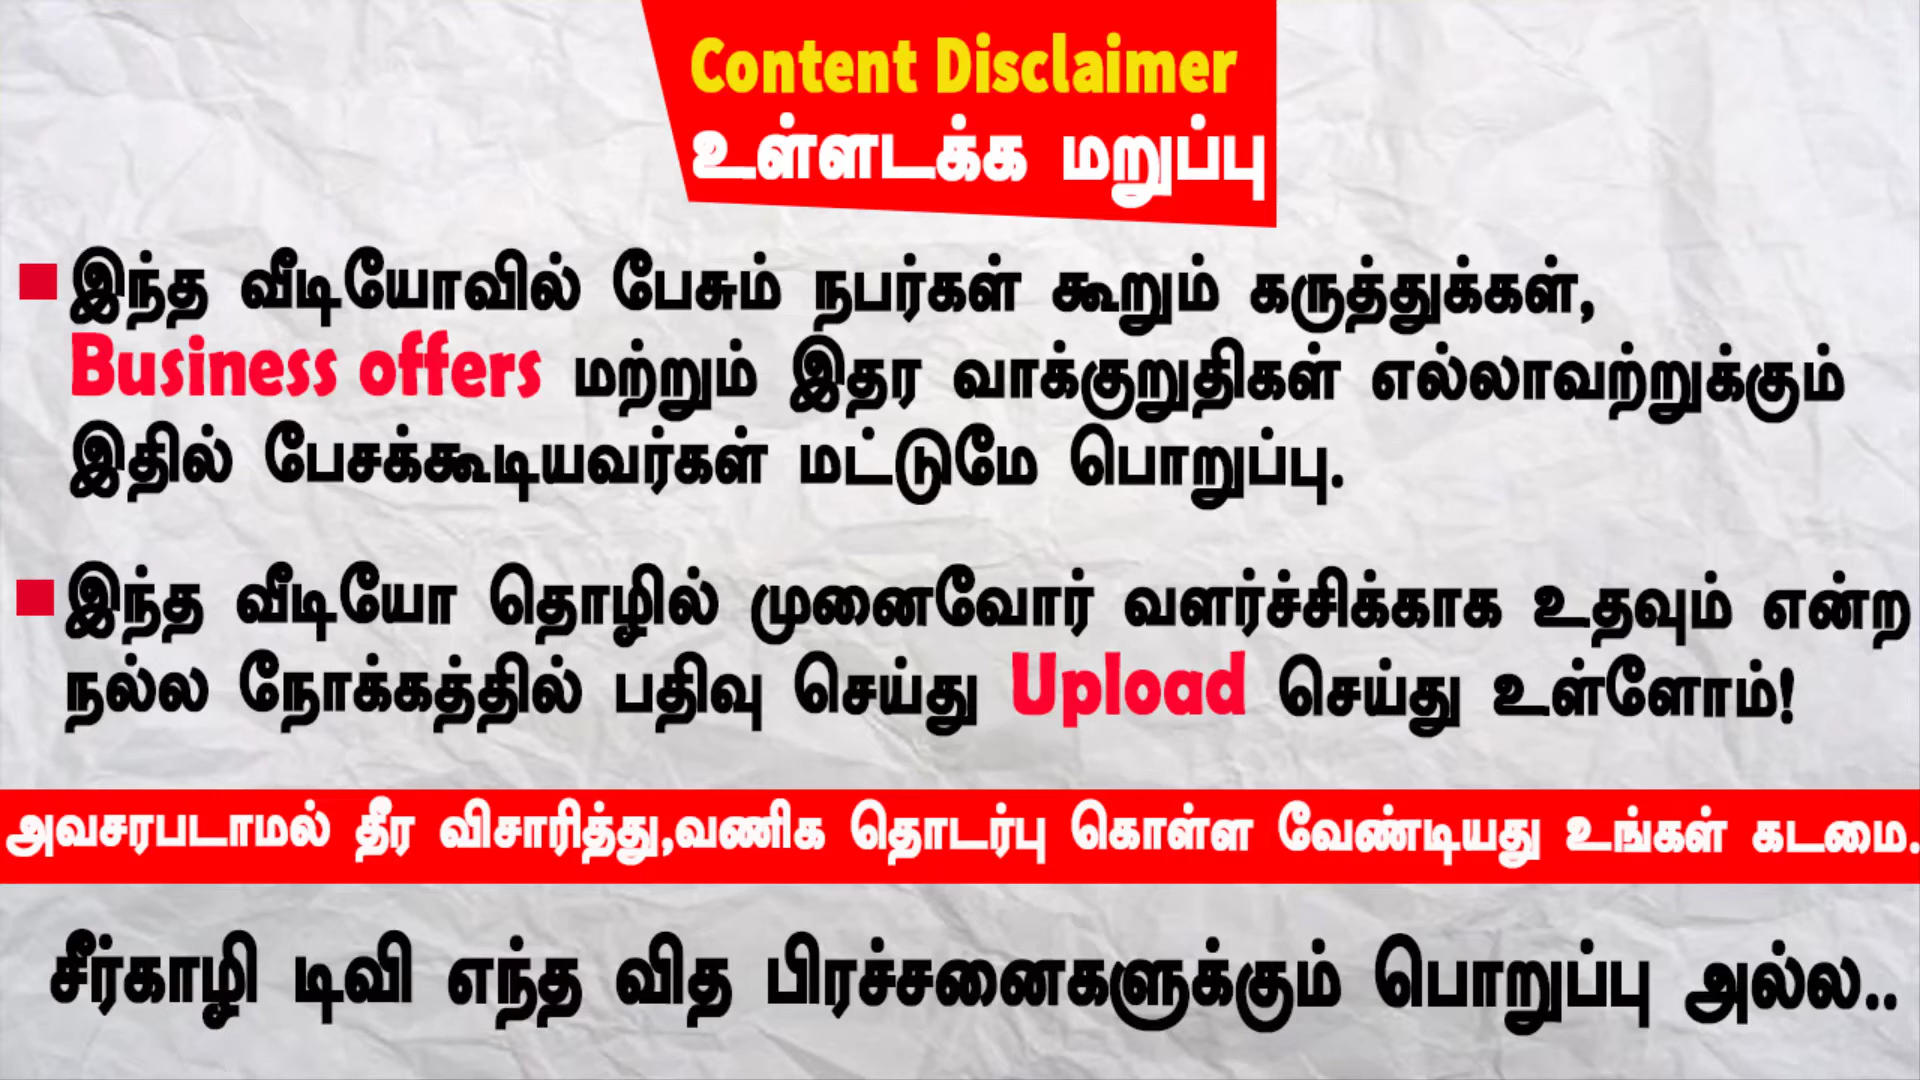 Content Disclaimer
உள்ளடக்க மறுப்பு
இந்த வீடியோவில் பேசும் நபர்கள் கூறும் கருத்துக்கள்,
Business offers மற்றும் இதர வாக்குறுதிகள் எல்லாவற்றுக்கும்
இதில் பேசக்கூடியவர்கள் மட்டுமே பொறுப்பு.
இந்த வீடியோ தொழில் முனைவோர் வளர்ச்சிக்காக உதவும் என்ற
நல்ல நோக்கத்தில் பதிவு செய்து Upload செய்து உள்ளோம்!
அவசரபடாமல் தீர விசாரித்து,வணிக தொடர்பு கொள்ள வேண்டியது உங்கள் கடமை.
சீர்காழி டிவி எந்த வித பிரச்சனைகளுக்கும் பொறுப்பு அல்ல..